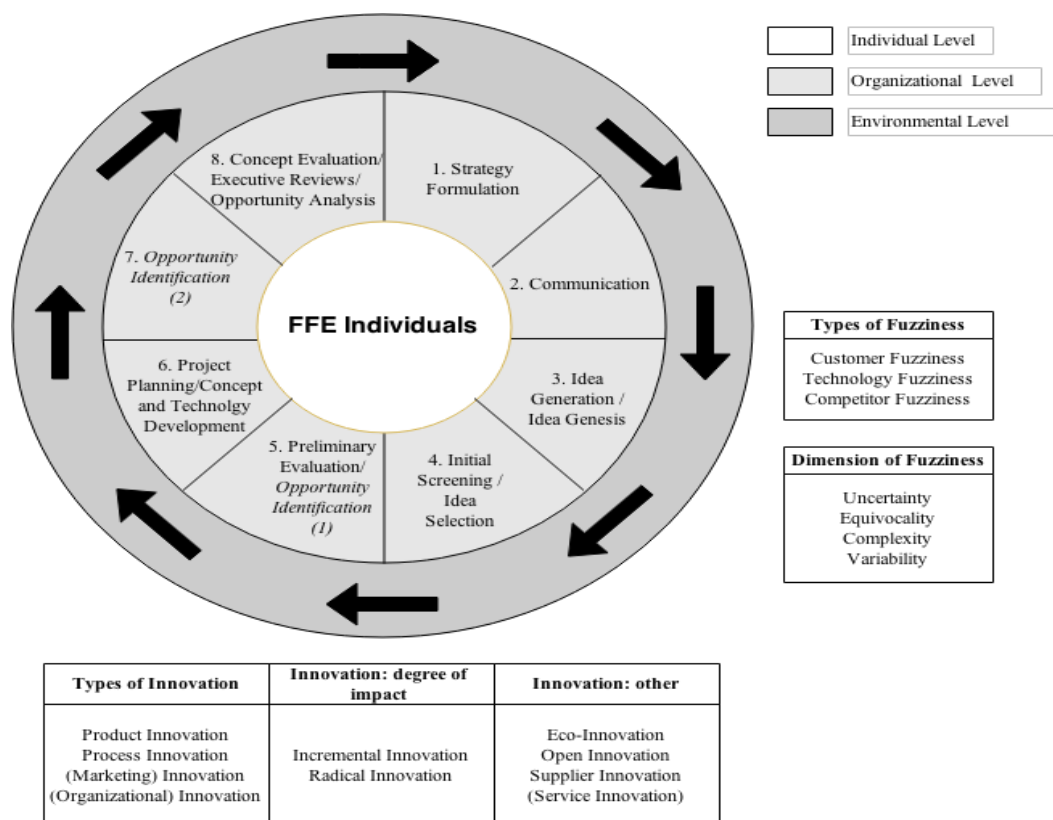 Individual Level
Organizational Level
Environmental Level
8. Concept Evaluation/
Executive Reviews/
Opportunity Analysis
1. Strategy
Formulation
7. Opportunity
Identification
(2)
2. Communication
FFE Individuals
6. Project
Planning/Concept
and Technolgy
Development
3. Idea
Generation /
Idea Genesis
5. Preliminary
Evaluation/
Opportunity
Identification
(1)
4. Initial
Screening /
Idea
Selection
Types of Fuzziness
Customer Fuzziness
Technology Fuzziness
Competitor Fuzziness
Dimension of Fuzziness
Uncertainty
Equivocality
Complexity
Variability
Types of Innovation
Product Innovation
Process Innovation
(Marketing) Innovation
(Organizational) Innovation
Innovation: degree of
impact
Incremental Innovation
Radical Innovation
Innovation: other
Eco-Innovation
Open Innovation
Supplier Innovation
(Service Innovation)